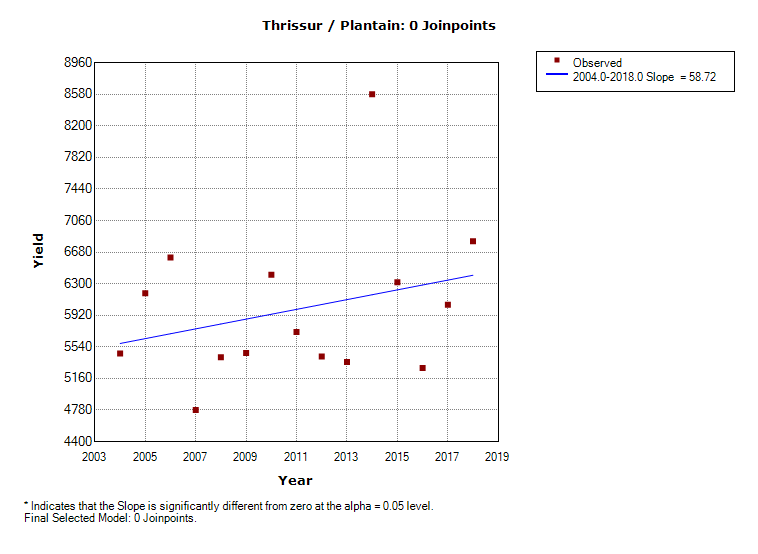 Thrissur / Plantain: 0 Joinpoints
Observed
2004.0-2018.0 Slope = 58.72
8960
8580
8200
7820
7440
7060
6680
6300
5920
5540
5160
4780
4400
Yield
2003 2005 2007 2009 2011 2013 2015 2017 2019
Year
* Indicates that the Slope is significantly different from zero at the alpha = 0.05 level.
Final Selected Model: 0 Joinpoints.